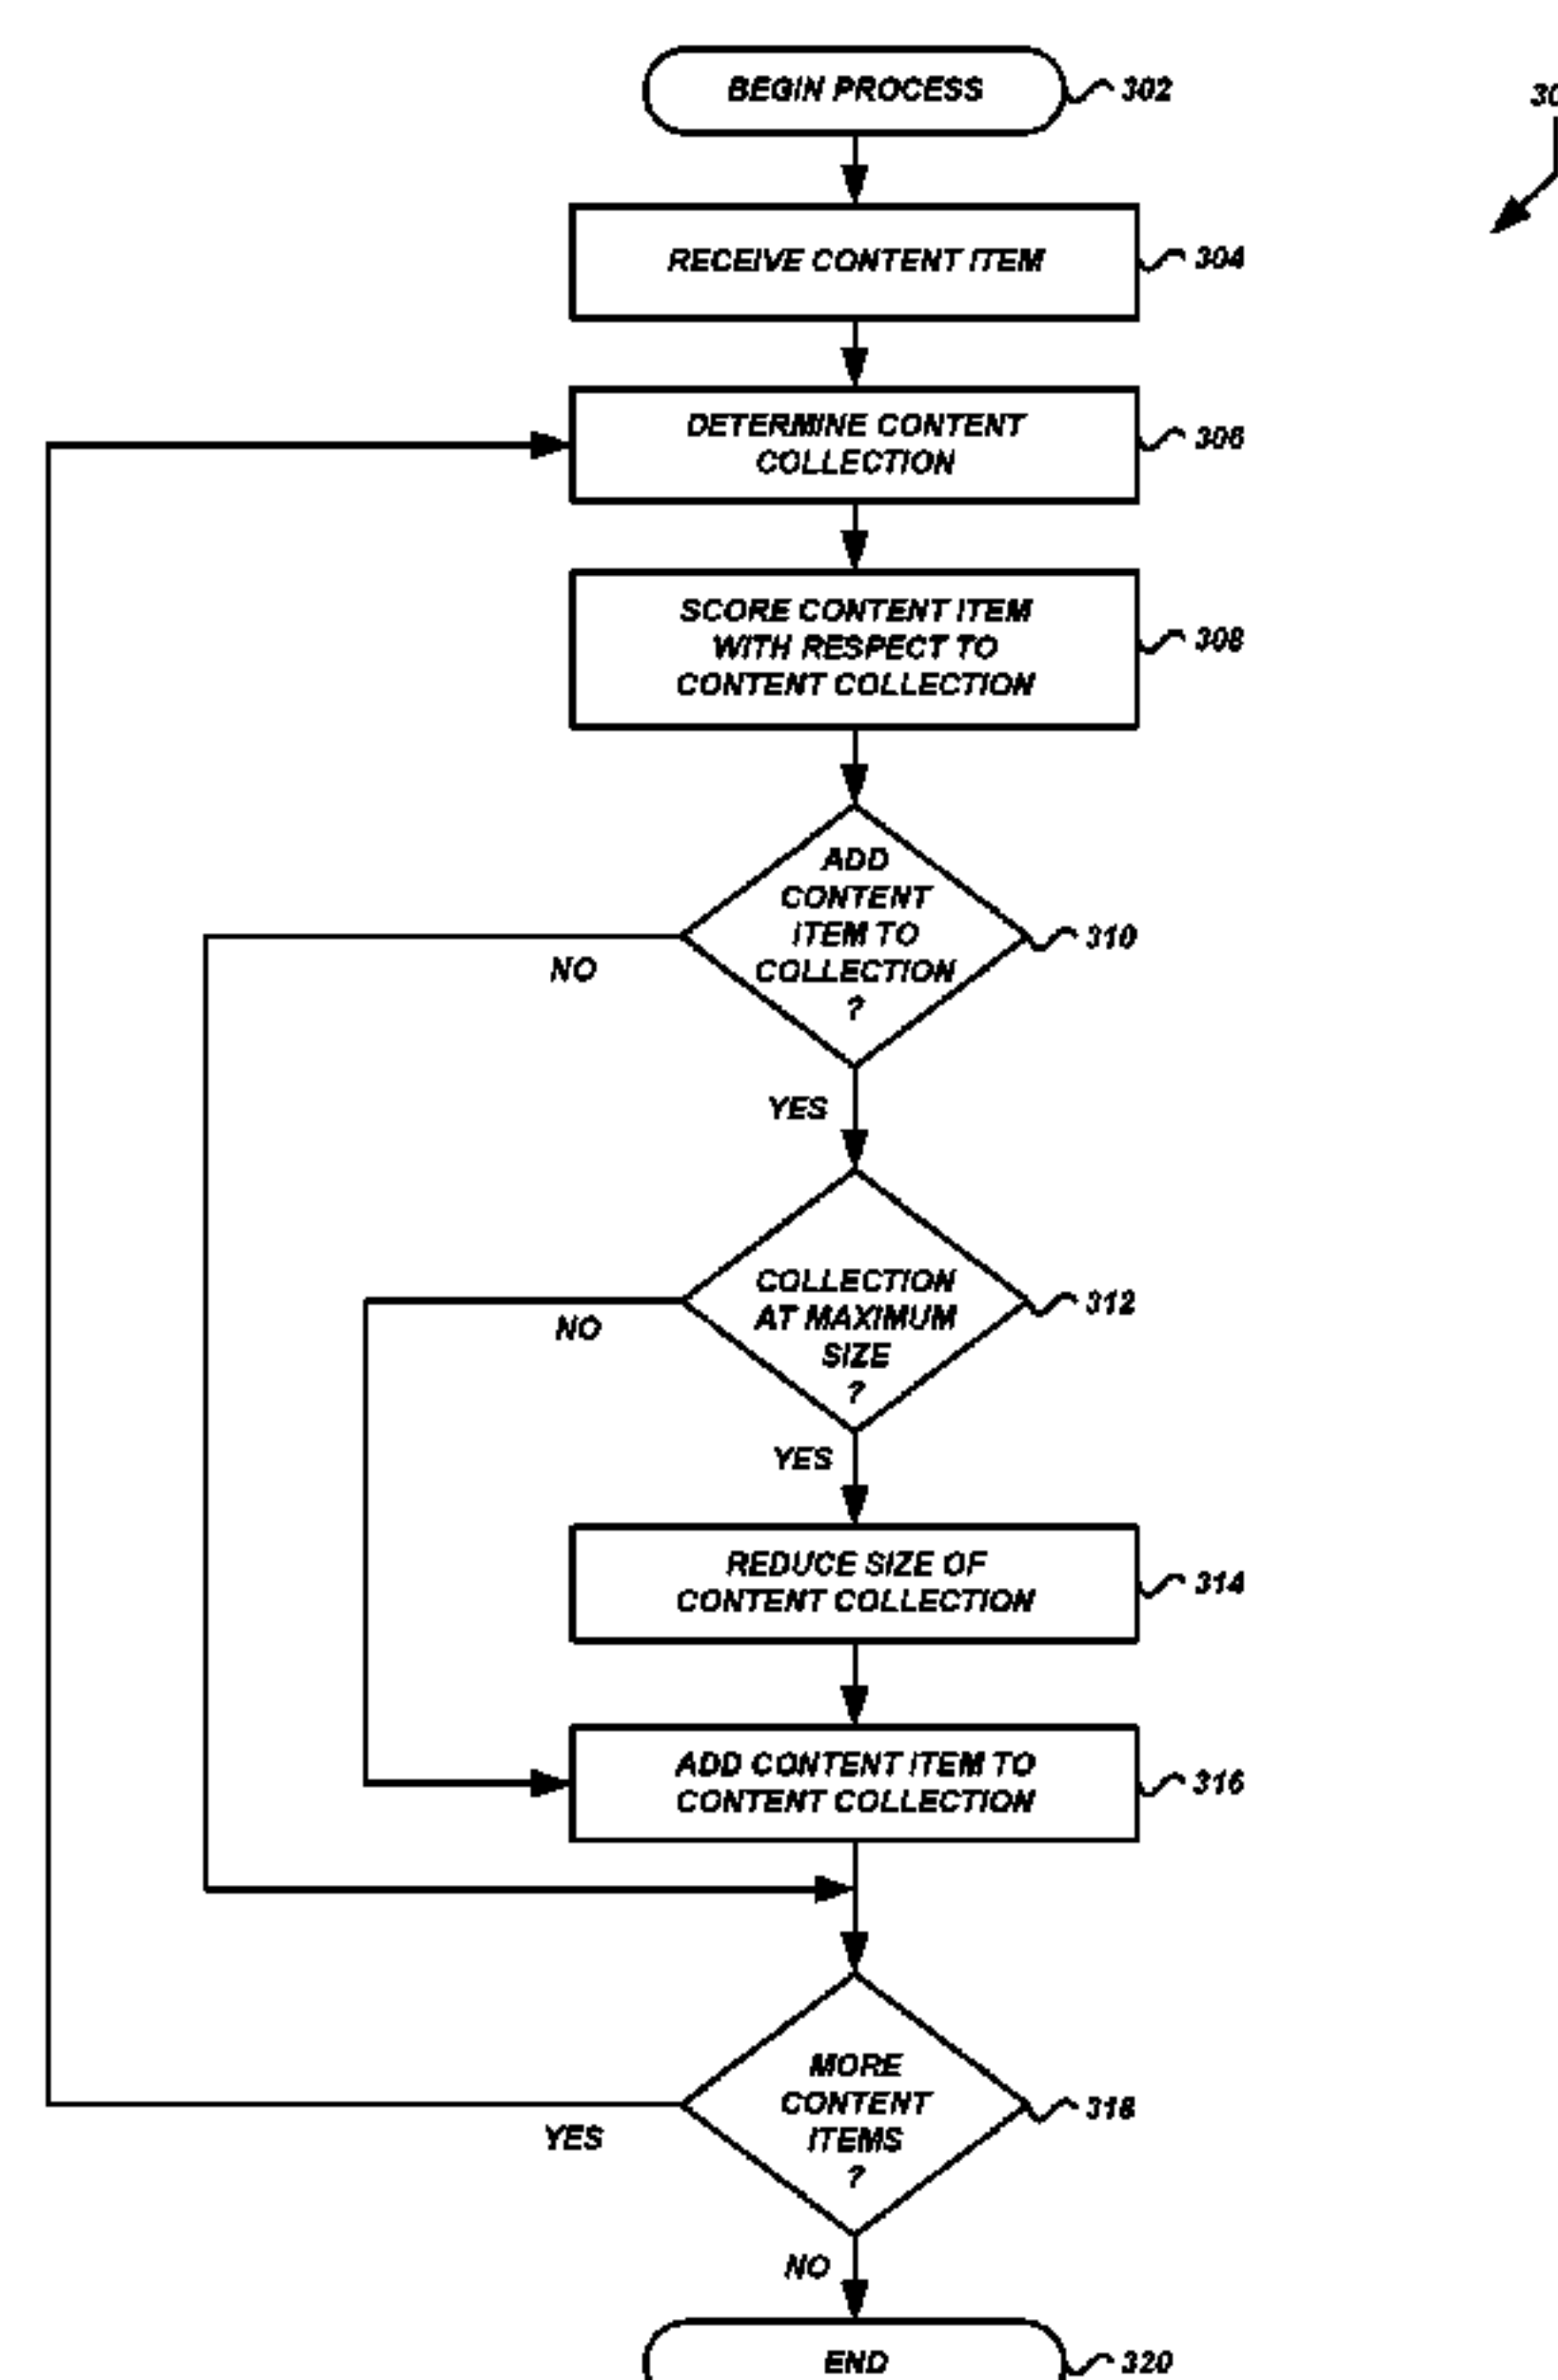 BEGIN PROCESS
302
30
RECEIVE CONTENT ITEM
304
DETERMINE CONTENT
COLLECTION
306
SCORE CONTENT ITEM
WITH RESPECT TO
CONTENT COLLECTION
308
ADD
CONTENT
ITEM TO
COLLECTION
?
310
NO
YES
COLLECTION
AT MAXIMUM
SIZE
?
312
NO
YES
REDUCE SIZE OF
CONTENT COLLECTION
314
ADD CONTENT ITEM TO
CONTENT COLLECTION
316
MORE
CONTENT
ITEMS
?
318
YES
NO
END
320